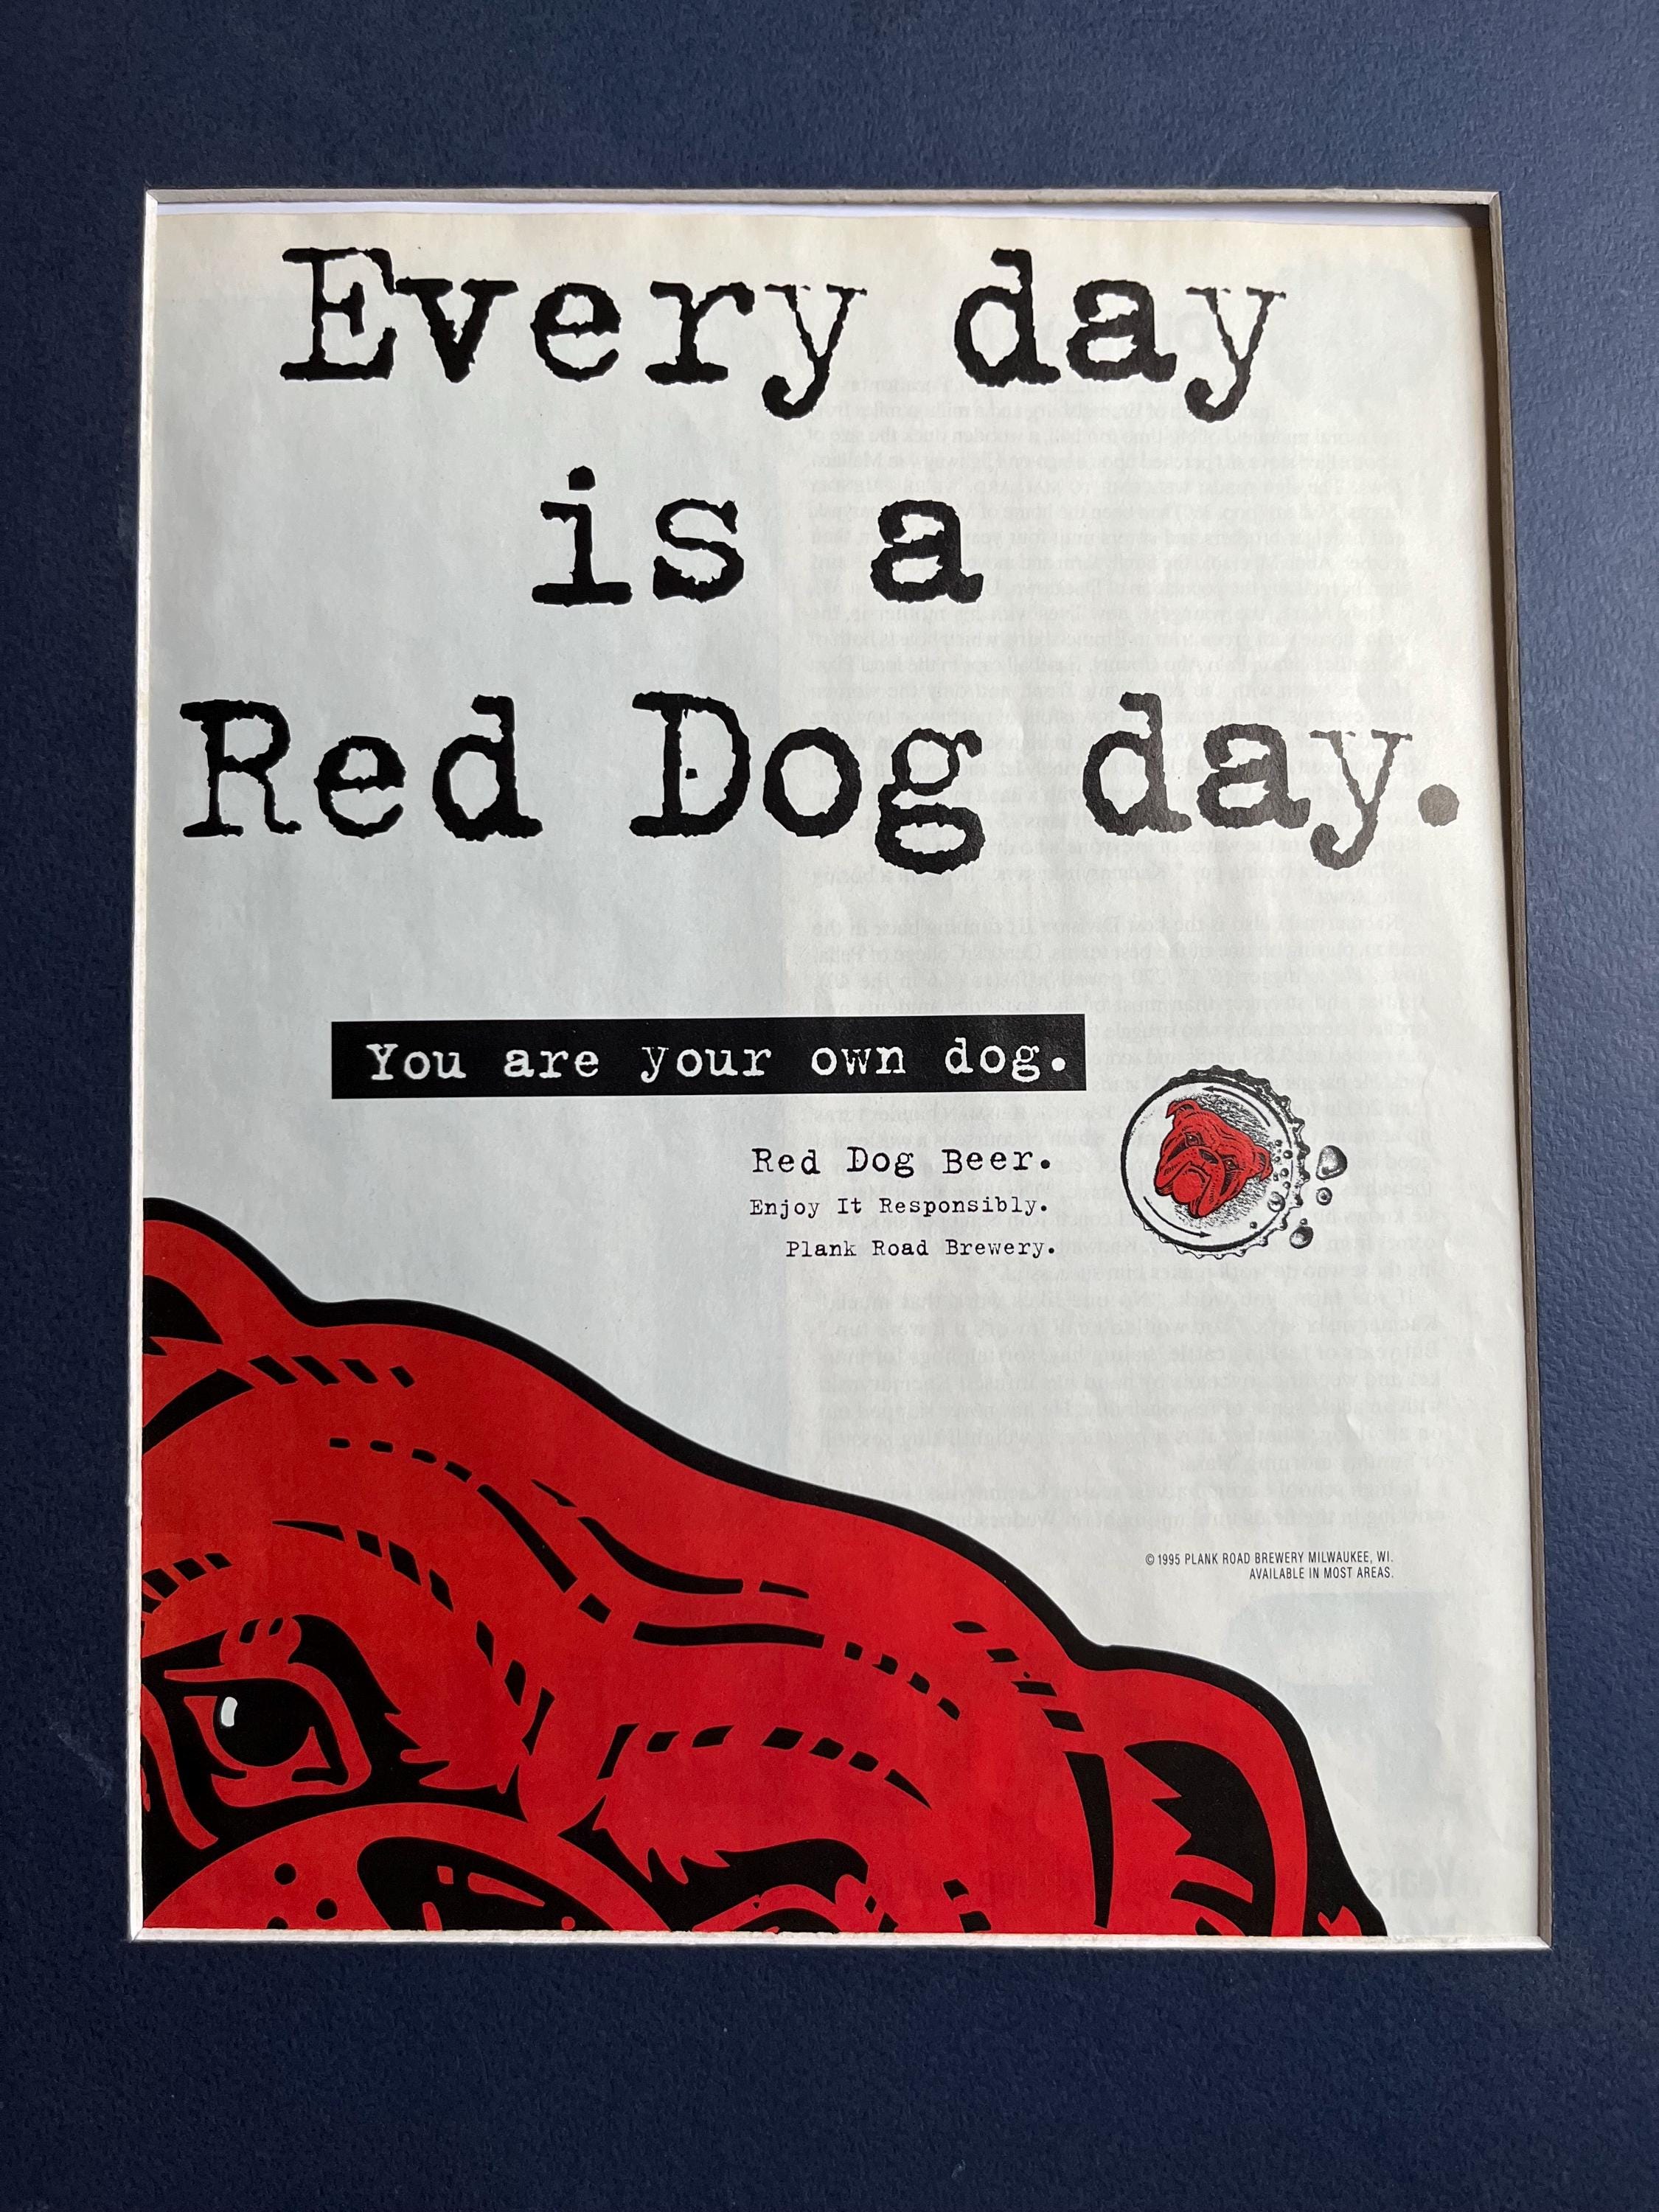 Every day
is a
Red Dog day.
You are your own dog.
Red Dog Beer.
Enjoy It Responsibly.
Plank Road Brewery.
© 1995 PLANK ROAD BREWERY MILWAUKEE, WI.
AVAILABLE IN MOST AREAS.